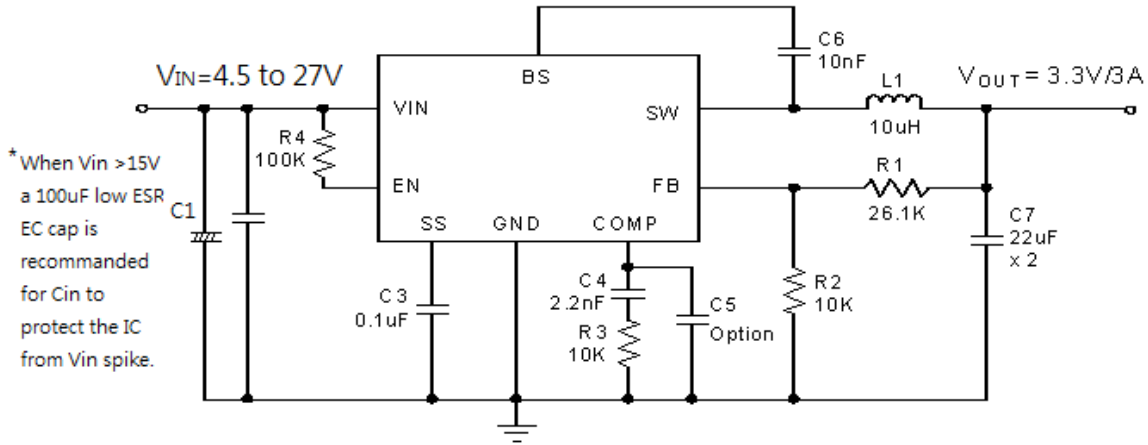 VIN=4.5 to 27V
BS
C6
10nF
L1
10uH
VOUT = 3.3V/3A
VIN
SW
R4
100K
EN
FB
R1
26.1K
* When Vin >15V
a 100uF low ESR
EC cap is
recommanded
for Cin to
protect the IC
from Vin spike.
C1
SS
GND
COMP
C7
22uF
x 2
C3
0.1uF
C4
2.2nF
R3
10K
C5
Option
R2
10K